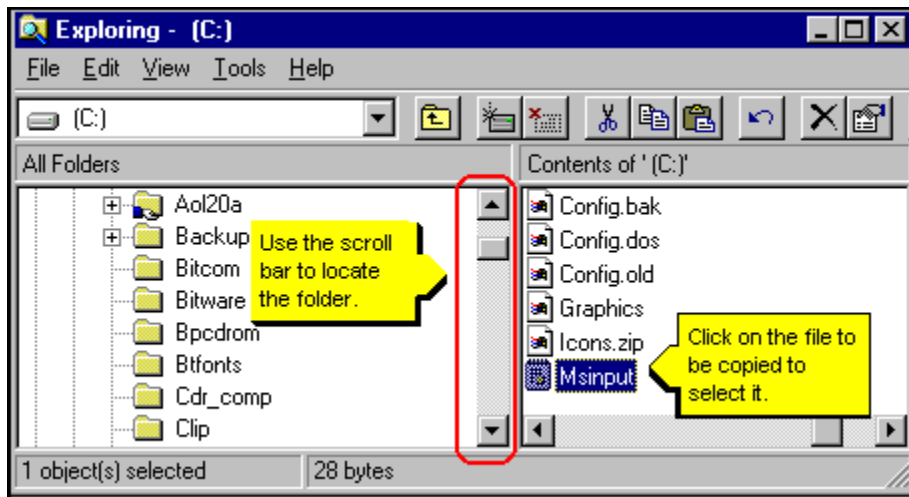 Exploring - (C:)
File Edit View Tools Help
(C:)
All Folders
Contents of '(C:)'
Aol20a
Backup
Bitcom
Bitware
Bpcdrom
Btfonts
Cdr_comp
Clip
Use the scroll
bar to locate
the folder.
Config.bak
Config.dos
Config.old
Graphics
Icons.zip
Msinput
Click on the file to
be copied to
select it.
1 object(s) selected
28 bytes